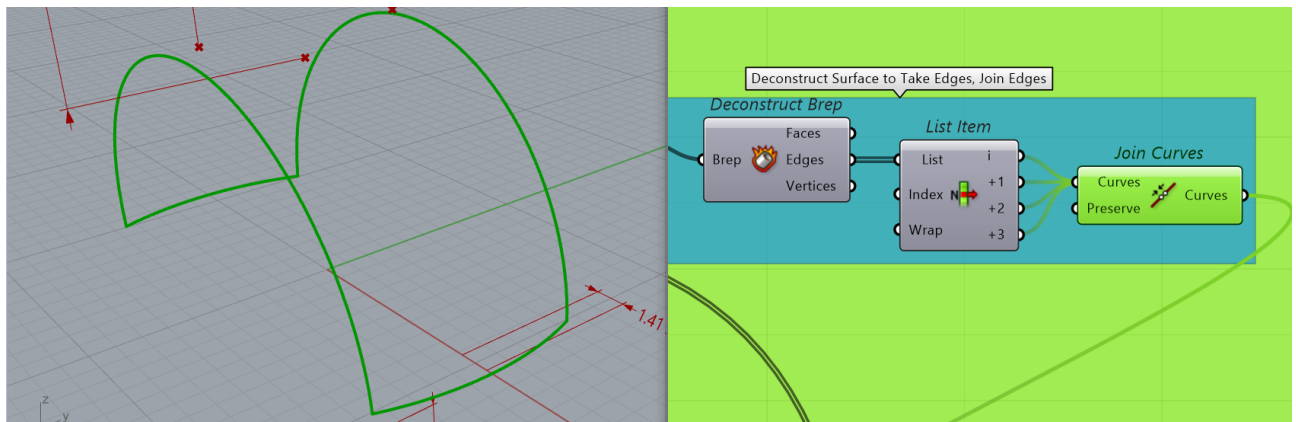 Deconstruct Surface to Take Edges, Join Edges
Deconstruct Brep
Brep
Faces
Edges
Vertices
List Item
List
Index
Wrap
N
i
+1
+2
+3
Join Curves
Curves
Preserve
Curves
1.41
z
y